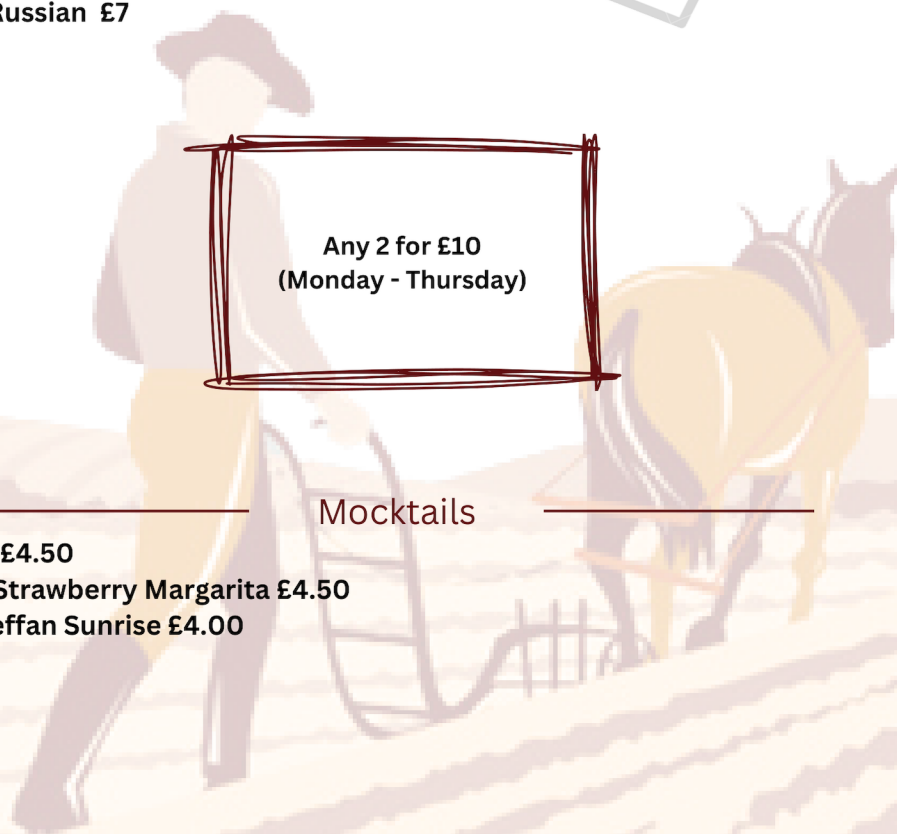 Russian £7
Any 2 for £10
(Monday - Thursday)
Mocktails
£4.50
Strawberry Margarita £4.50
effan Sunrise £4.00